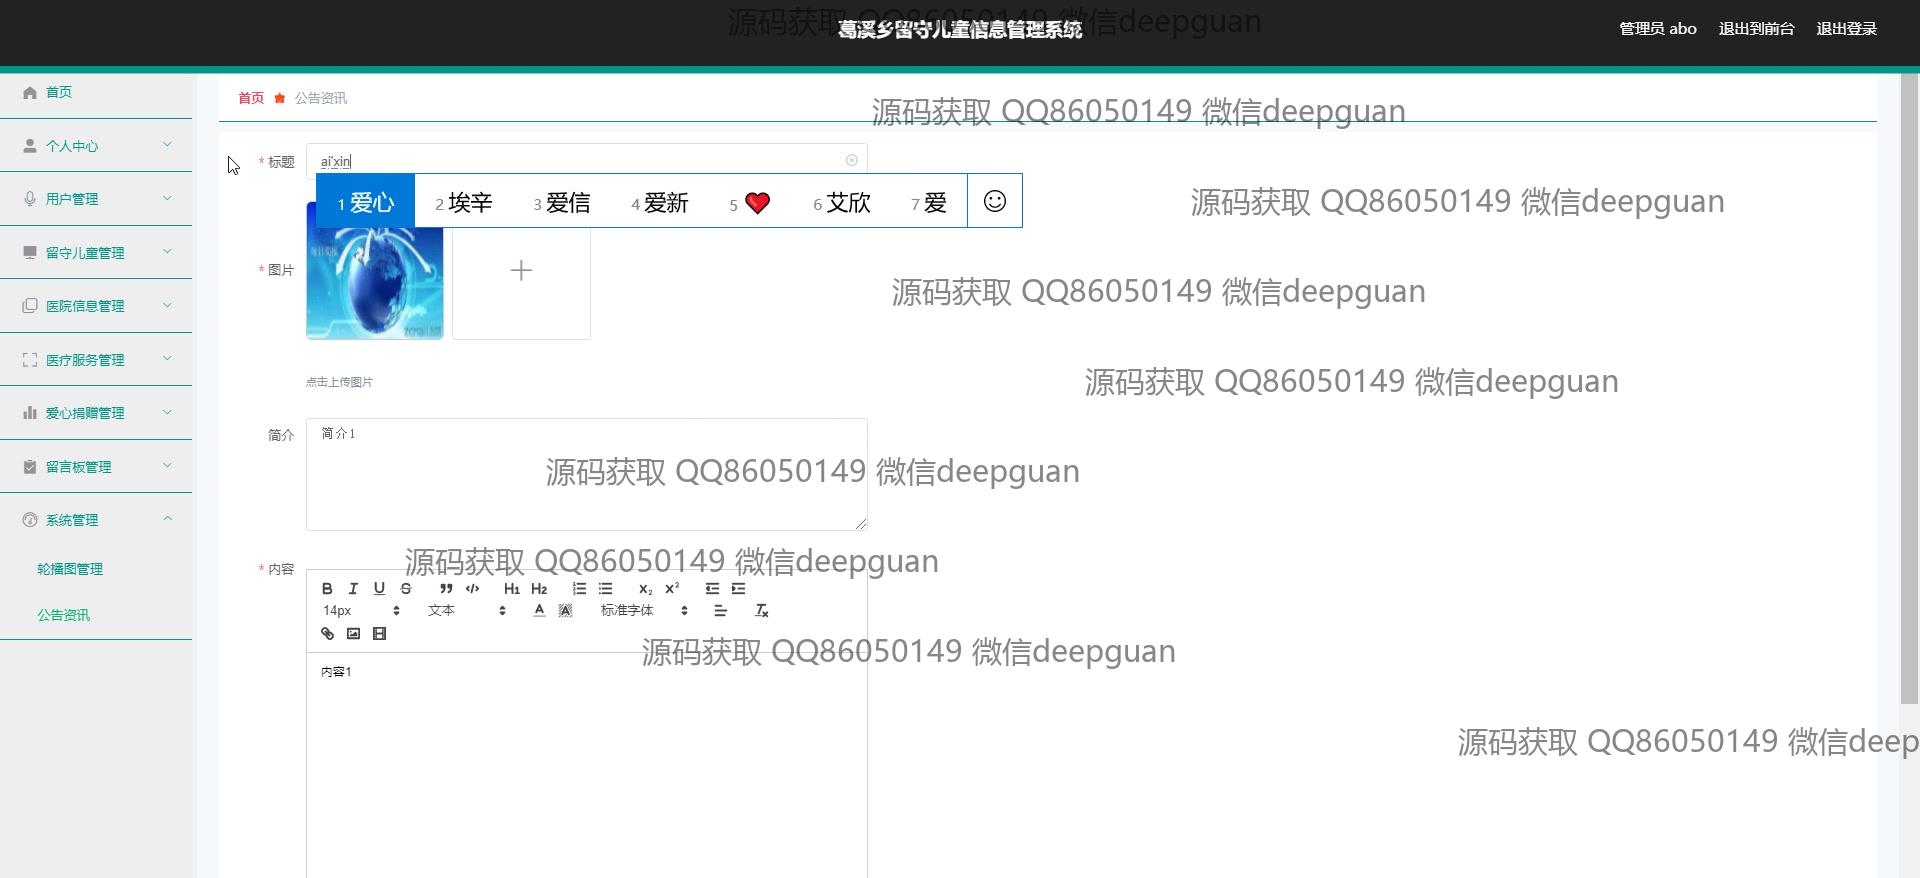 源码获取 QQ86050149 微信deepguan
葛溪乡留守儿童信息管理系统
管理员 abo 退出到前台 退出登录
首页
个人中心
用户管理
留守儿童管理
医院信息管理
医疗服务管理
爱心捐赠管理
留言板管理
系统管理
轮播图管理
公告资讯
首页 公告资讯
源码获取 QQ86050149 微信deepguan
* 标题 ai'xin
1 爱心 2 埃辛 3 爱信 4 爱新 5 ❤ 6 艾欣 7 爱
源码获取 QQ86050149 微信deepguan
* 图片
源码获取 QQ86050149 微信deepguan
点击上传图片
源码获取 QQ86050149 微信deepguan
简介 简介1
源码获取 QQ86050149 微信deepguan
* 内容
源码获取 QQ86050149 微信deepguan
B I U S H1 H2 x₂ x²
14px 文本 A A 标准字体 Tx
源码获取 QQ86050149 微信deepguan
内容1
源码获取 QQ86050149 微信deep